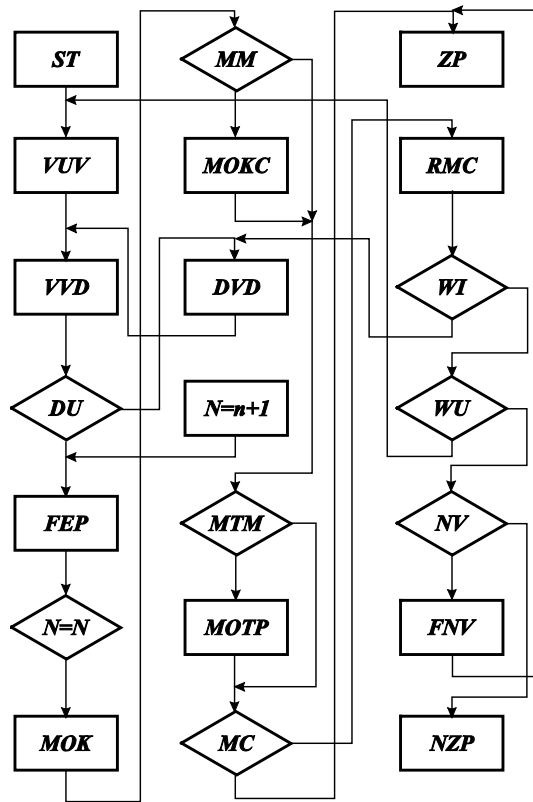 ST
VUV
VVD
DU
FEP
N=N
MOK
MM
MOKC
DVD
N=n+1
MTM
MOTP
MC
ZP
RMC
WI
WU
NV
FNV
NZP